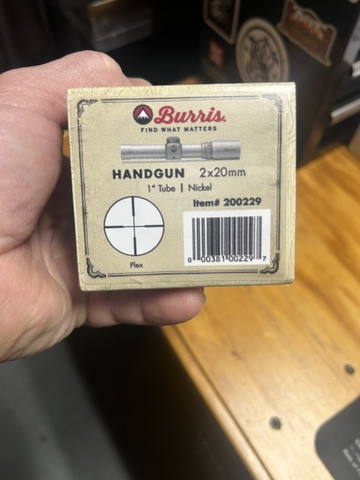 Burris.
FIND WHAT MATTERS
HANDGUN 2x20mm
1" Tube | Nickel
Item# 200229
Plex
0 00381 00229 7